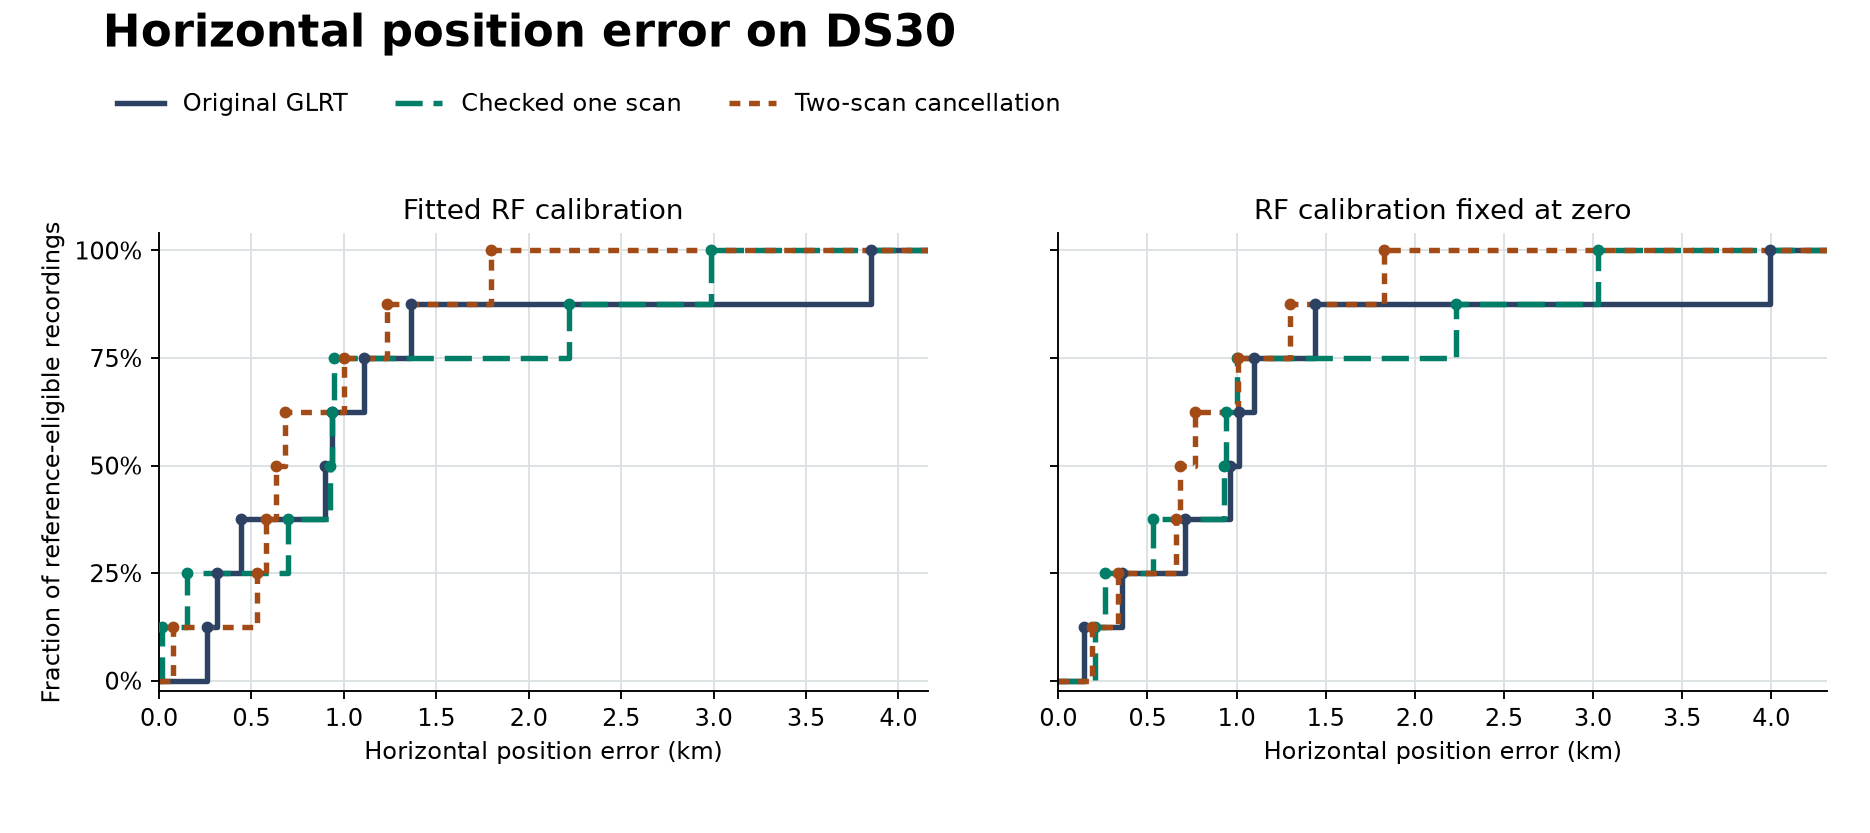 Horizontal position error on DS30
Original GLRT Checked one scan Two-scan cancellation
Fitted RF calibration
RF calibration fixed at zero
Fraction of reference-eligible recordings
100%
75%
50%
25%
0%
0.0 0.5 1.0 1.5 2.0 2.5 3.0 3.5 4.0
Horizontal position error (km)
0.0 0.5 1.0 1.5 2.0 2.5 3.0 3.5 4.0
Horizontal position error (km)